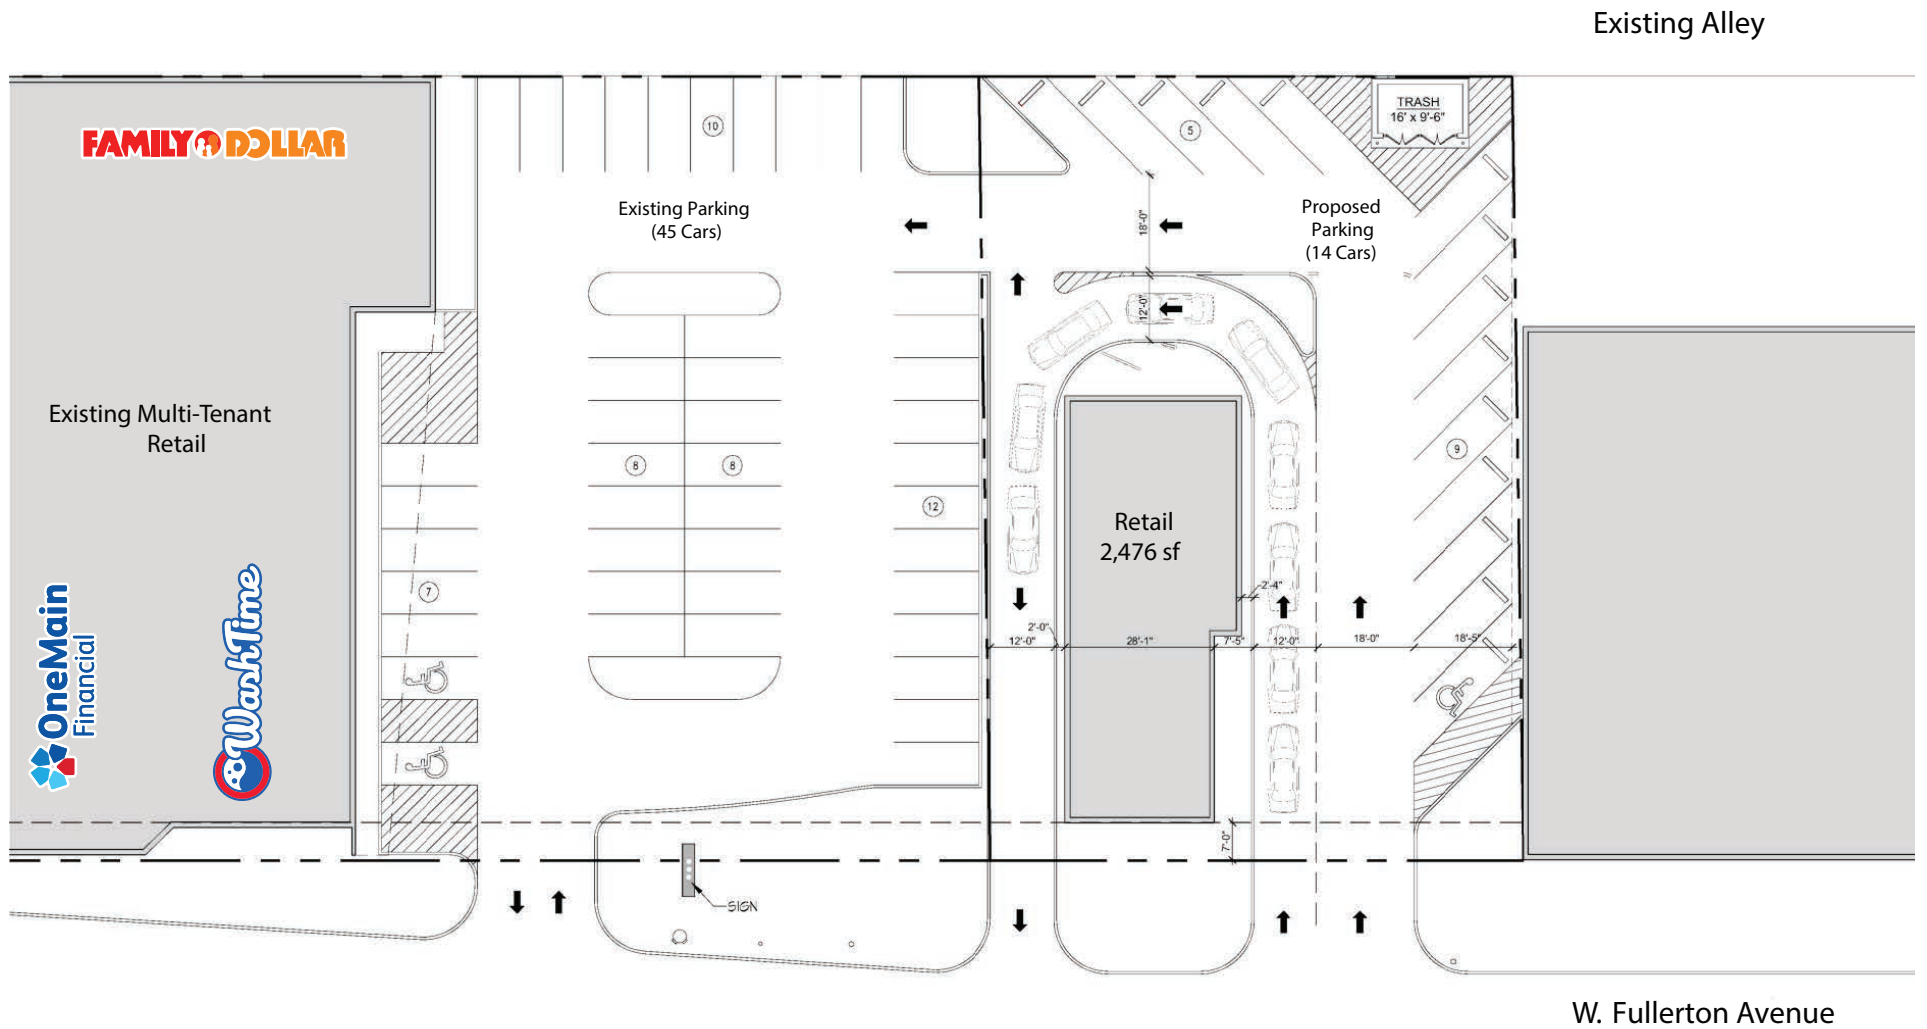 Existing Alley
TRASH
16' x 9'-6"
FAMILY DOLLAR
10
5
Existing Parking
(45 Cars)
Proposed
Parking
(14 Cars)
18'-0"
12'-0"
Existing Multi-Tenant
Retail
8
8
9
12
Retail
2,476 sf
7
2'-4"
2'-0"
12'-0"
28'-1"
7'-5"
12'-0"
18'-0"
18'-5"
OneMain
Financial
WashTime
7'-0"
SIGN
W. Fullerton Avenue